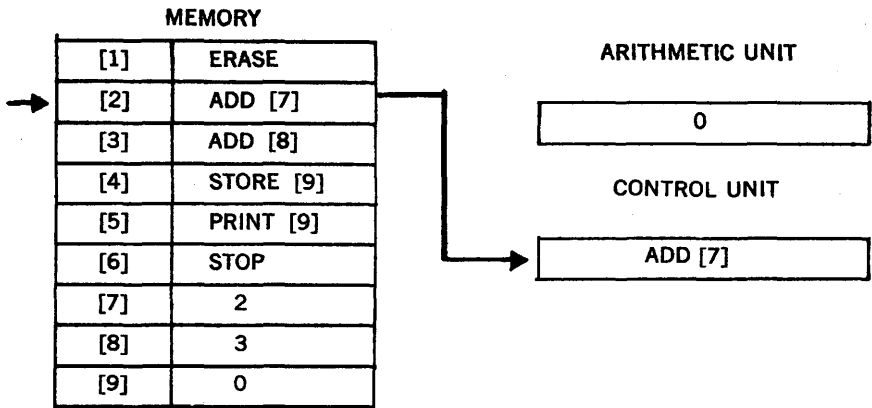 MEMORY
[1] ERASE
[2] ADD [7]
[3] ADD [8]
[4] STORE [9]
[5] PRINT [9]
[6] STOP
[7] 2
[8] 3
[9] 0
ARITHMETIC UNIT
0
CONTROL UNIT
ADD [7]